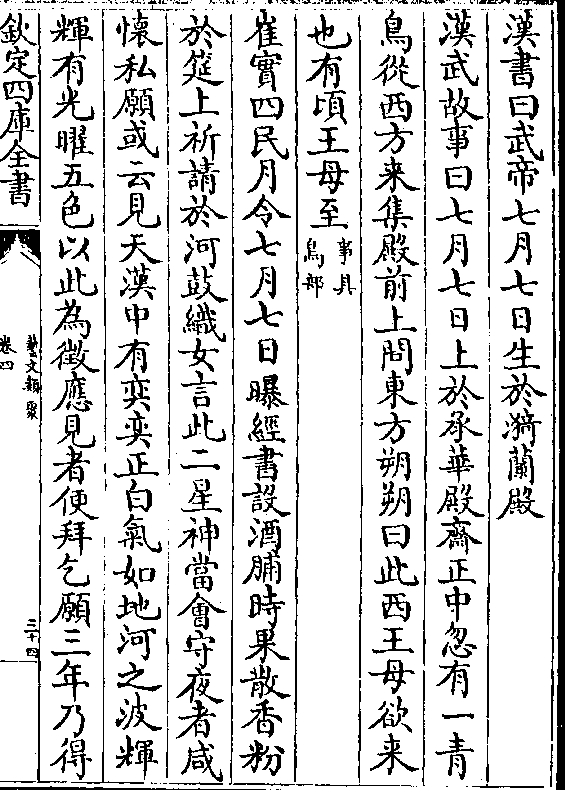 漢書曰武帝七月七日生於漪蘭殿
漢武故事曰七月七日上於承華殿齋正中忽有一青
鳥從西方来集殿前上問東方朔朔曰此西王母欲来
也有頃王母至事具鳥部
崔寔四民月令七月七日曝經書設酒脯時果散香粉
於筵上祈請於河鼓織女言此二星神當會守夜者咸
懷私願或云見天漢中有奕奕正白氣如地河之波輝
輝有光曜五色以此為徵應見者便拜乞願三年乃得
欽定四庫全書
藝文類聚
卷四
三十四